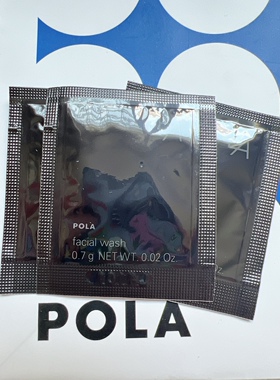 A
POLA
facial wash
0.7 g NET WT. 0.02 Oz
POLA